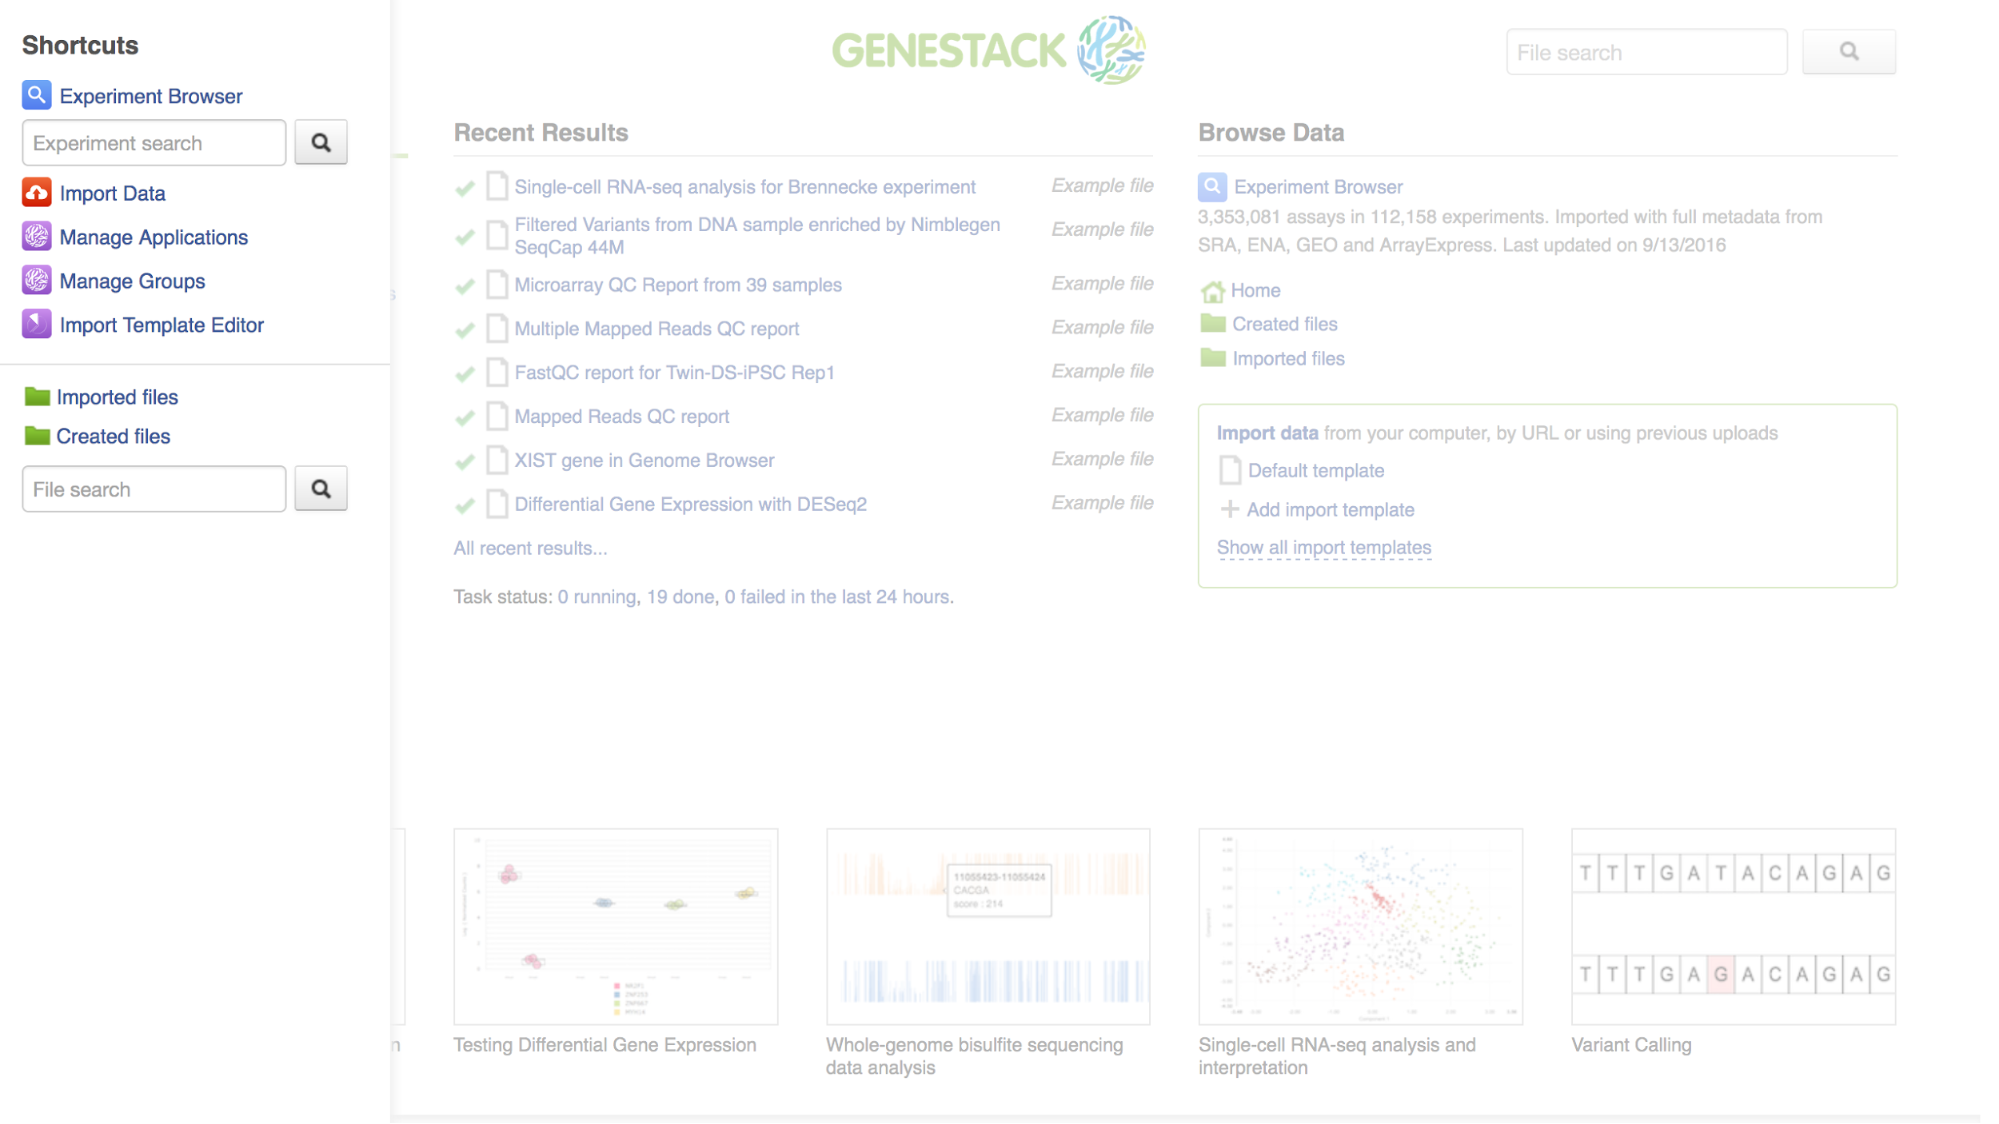 Shortcuts
Experiment Browser
Experiment search
Import Data
Manage Applications
Manage Groups
Import Template Editor
Imported files
Created files
File search
GENESTACK
File search
Recent Results
Single-cell RNA-seq analysis for Brennecke experiment Example file
Filtered Variants from DNA sample enriched by Nimblegen Example file
SeqCap 44M
Microarray QC Report from 39 samples Example file
Multiple Mapped Reads QC report Example file
FastQC report for Twin-DS-iPSC Rep1 Example file
Mapped Reads QC report Example file
XIST gene in Genome Browser Example file
Differential Gene Expression with DESeq2 Example file
All recent results...
Task status: 0 running, 19 done, 0 failed in the last 24 hours.
Browse Data
Experiment Browser
3,353,081 assays in 112,158 experiments. Imported with full metadata from
SRA, ENA, GEO and ArrayExpress. Last updated on 9/13/2016
Home
Created files
Imported files
Import data from your computer, by URL or using previous uploads
Default template
Add import template
Show all import templates
Testing Differential Gene Expression
11055423-11055424
CACGA
score : 214
Whole-genome bisulfite sequencing
data analysis
Single-cell RNA-seq analysis and
interpretation
T T T G A T A C A G A G
T T T G A G A C A G A G
Variant Calling